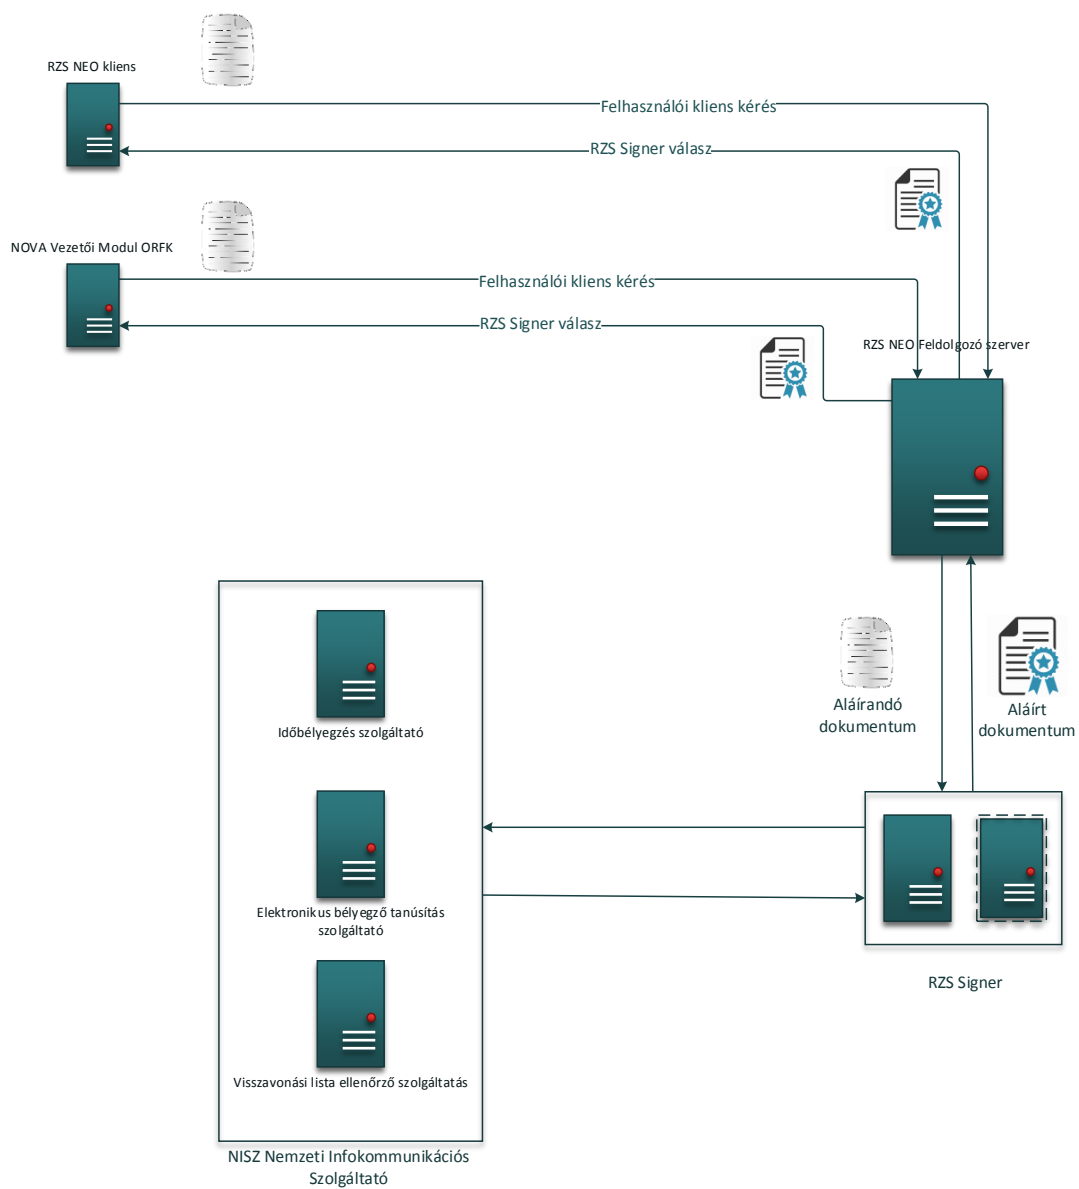 RZS NEO kliens
Felhasználói kliens kérés
RZS Signer válasz
NOVA Vezetői Modul ORFK
Felhasználói kliens kérés
RZS Signer válasz
RZS NEO Feldolgozó szerver
Aláírandó
dokumentum
Aláírt
dokumentum
Időbélyegzés szolgáltató
Elektronikus bélyegző tanúsítás
szolgáltató
Visszavonási lista ellenőrző szolgáltatás
RZS Signer
NISZ Nemzeti Infokommunikációs
Szolgáltató